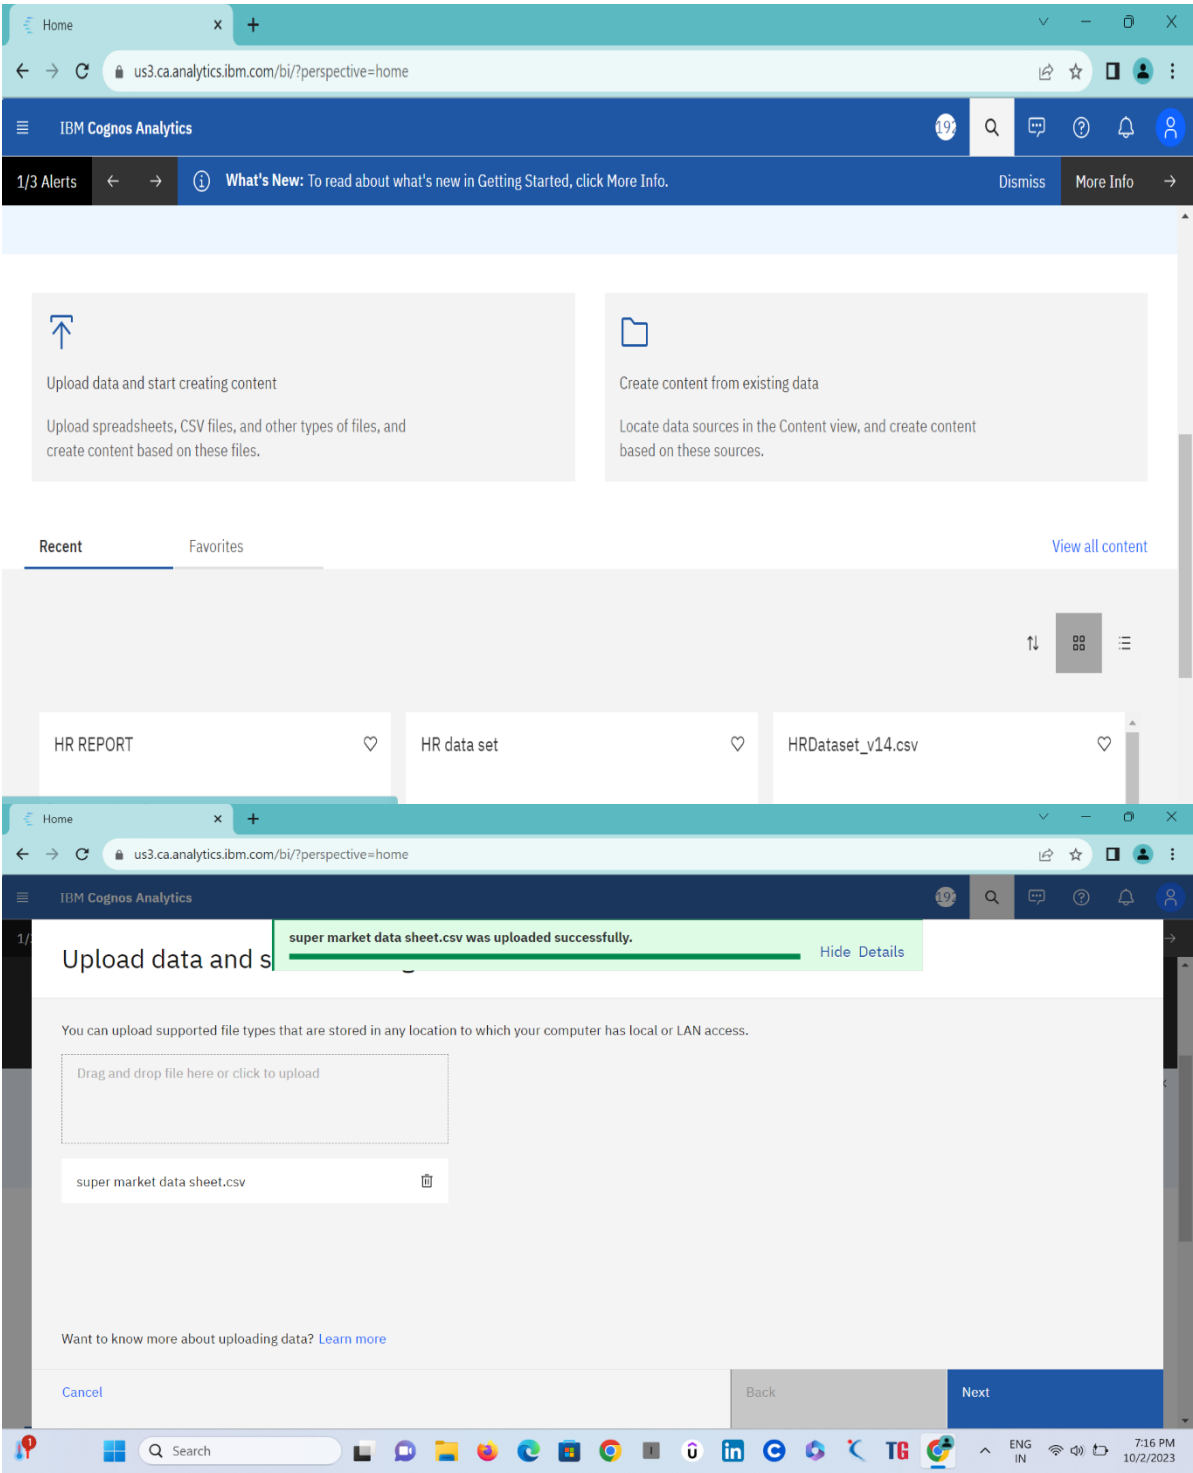 Home
us3.ca.analytics.ibm.com/bi/?perspective=home
IBM Cognos Analytics
192
1/3 Alerts
What's New: To read about what's new in Getting Started, click More Info.
Dismiss
More Info
Upload data and start creating content
Upload spreadsheets, CSV files, and other types of files, and
create content based on these files.
Create content from existing data
Locate data sources in the Content view, and create content
based on these sources.
Recent
Favorites
View all content
HR REPORT
HR data set
HRDataset_v14.csv
Home
us3.ca.analytics.ibm.com/bi/?perspective=home
IBM Cognos Analytics
192
1/
Upload data and s
super market data sheet.csv was uploaded successfully.
Hide Details
You can upload supported file types that are stored in any location to which your computer has local or LAN access.
Drag and drop file here or click to upload
super market data sheet.csv
Want to know more about uploading data? Learn more
Cancel
Back
Next
1
Search
TG
ENG
IN
7:16 PM
10/2/2023